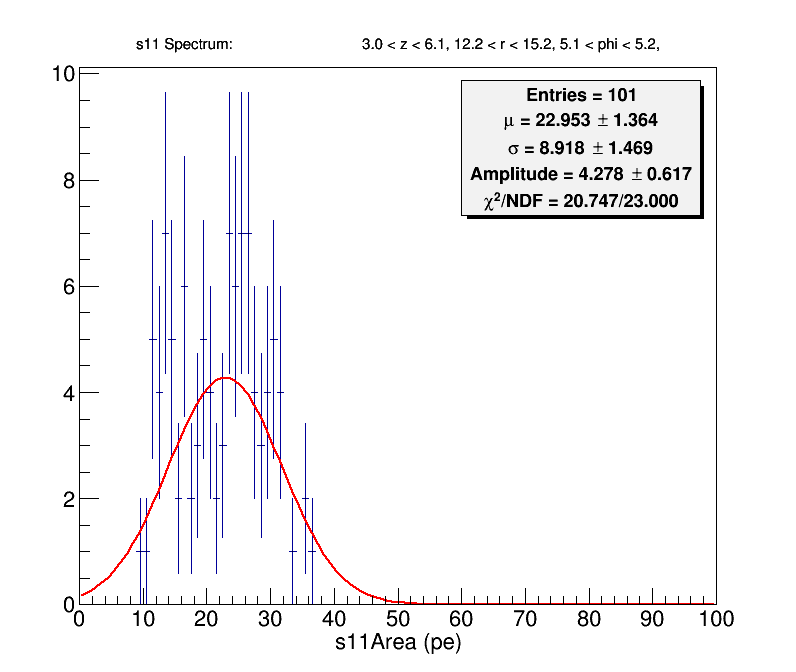 s11 Spectrum: 3.0 < z < 6.1, 12.2 < r < 15.2, 5.1 < phi < 5.2,
Entries = 101
μ = 22.953 ± 1.364
σ = 8.918 ± 1.469
Amplitude = 4.278 ± 0.617
χ²/NDF = 20.747/23.000
10
8
6
4
2
0
0 10 20 30 40 50 60 70 80 90 100
s11Area (pe)